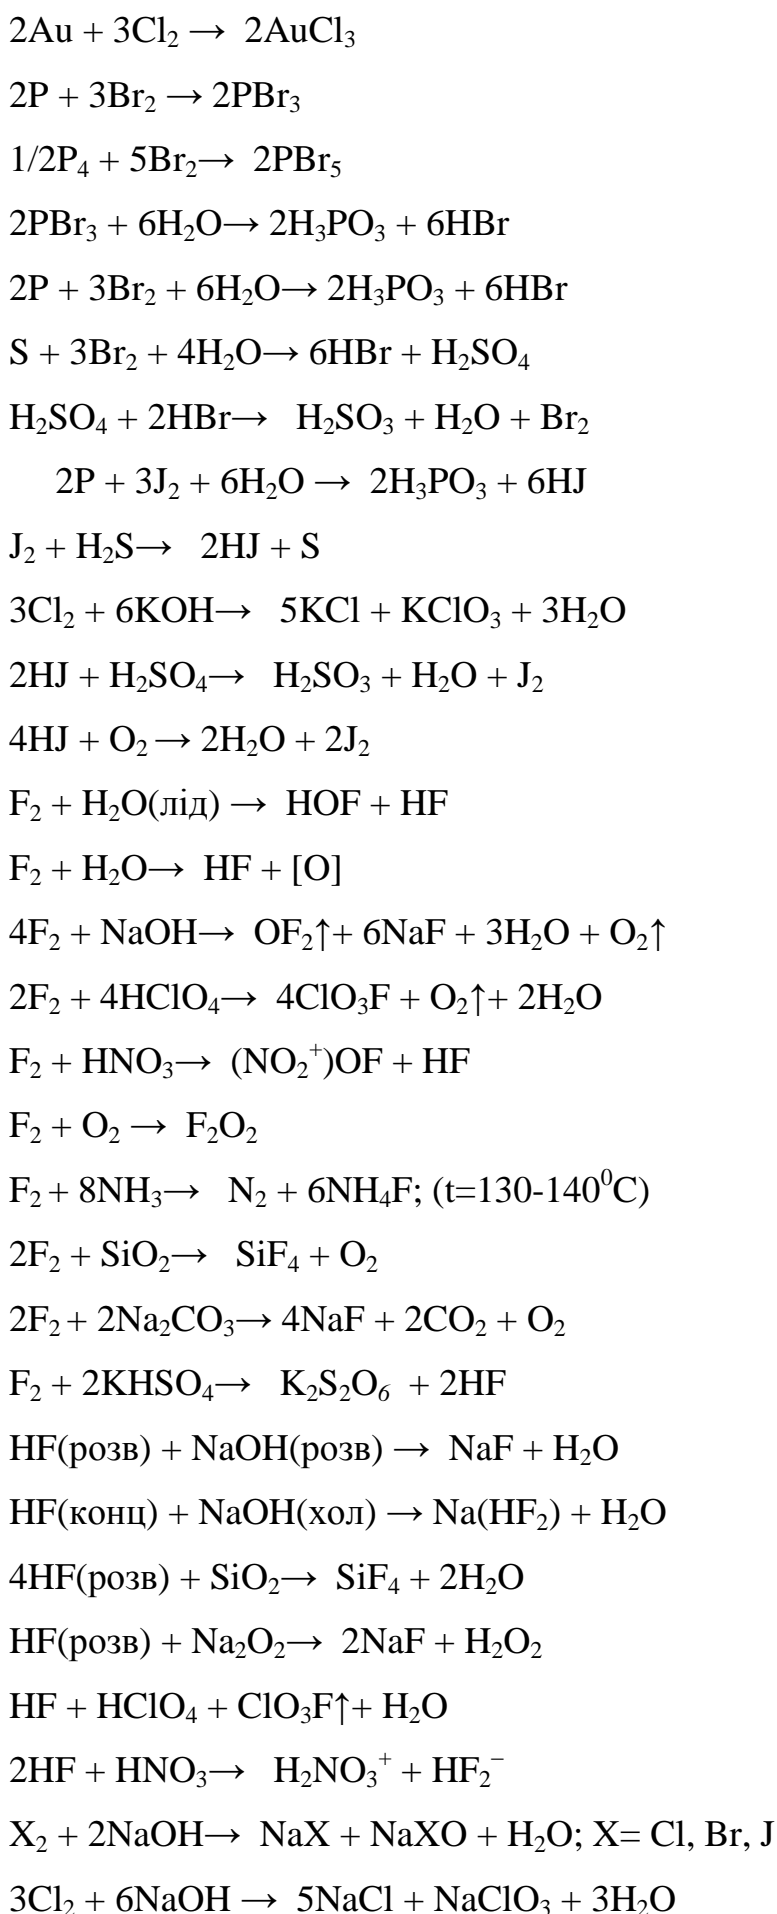 2Au + 3Cl₂ → 2AuCl₃
2P + 3Br₂ → 2PBr₃
1/2P₄ + 5Br₂→ 2PBr₅
2PBr₃ + 6H₂O→ 2H₃PO₃ + 6HBr
2P + 3Br₂ + 6H₂O→ 2H₃PO₃ + 6HBr
S + 3Br₂ + 4H₂O→ 6HBr + H₂SO₄
H₂SO₄ + 2HBr→ H₂SO₃ + H₂O + Br₂
2P + 3J₂ + 6H₂O → 2H₃PO₃ + 6HJ
J₂ + H₂S→ 2HJ + S
3Cl₂ + 6KOH→ 5KCl + KClO₃ + 3H₂O
2HJ + H₂SO₄→ H₂SO₃ + H₂O + J₂
4HJ + O₂ → 2H₂O + 2J₂
F₂ + H₂O(лід) → HOF + HF
F₂ + H₂O→ HF + [O]
4F₂ + NaOH→ OF₂↑+ 6NaF + 3H₂O + O₂↑
2F₂ + 4HClO₄→ 4ClO₃F + O₂↑+ 2H₂O
F₂ + HNO₃→ (NO₂⁺)OF + HF
F₂ + O₂ → F₂O₂
F₂ + 8NH₃→ N₂ + 6NH₄F; (t=130-140⁰C)
2F₂ + SiO₂→ SiF₄ + O₂
2F₂ + 2Na₂CO₃→ 4NaF + 2CO₂ + O₂
F₂ + 2KHSO₄→ K₂S₂O₆ + 2HF
HF(розв) + NaOH(розв) → NaF + H₂O
HF(конц) + NaOH(хол) → Na(HF₂) + H₂O
4HF(розв) + SiO₂→ SiF₄ + 2H₂O
HF(розв) + Na₂O₂→ 2NaF + H₂O₂
HF + HClO₄ + ClO₃F↑+ H₂O
2HF + HNO₃→ H₂NO₃⁺ + HF₂⁻
X₂ + 2NaOH→ NaX + NaXO + H₂O; X= Cl, Br, J
3Cl₂ + 6NaOH → 5NaCl + NaClO₃ + 3H₂O